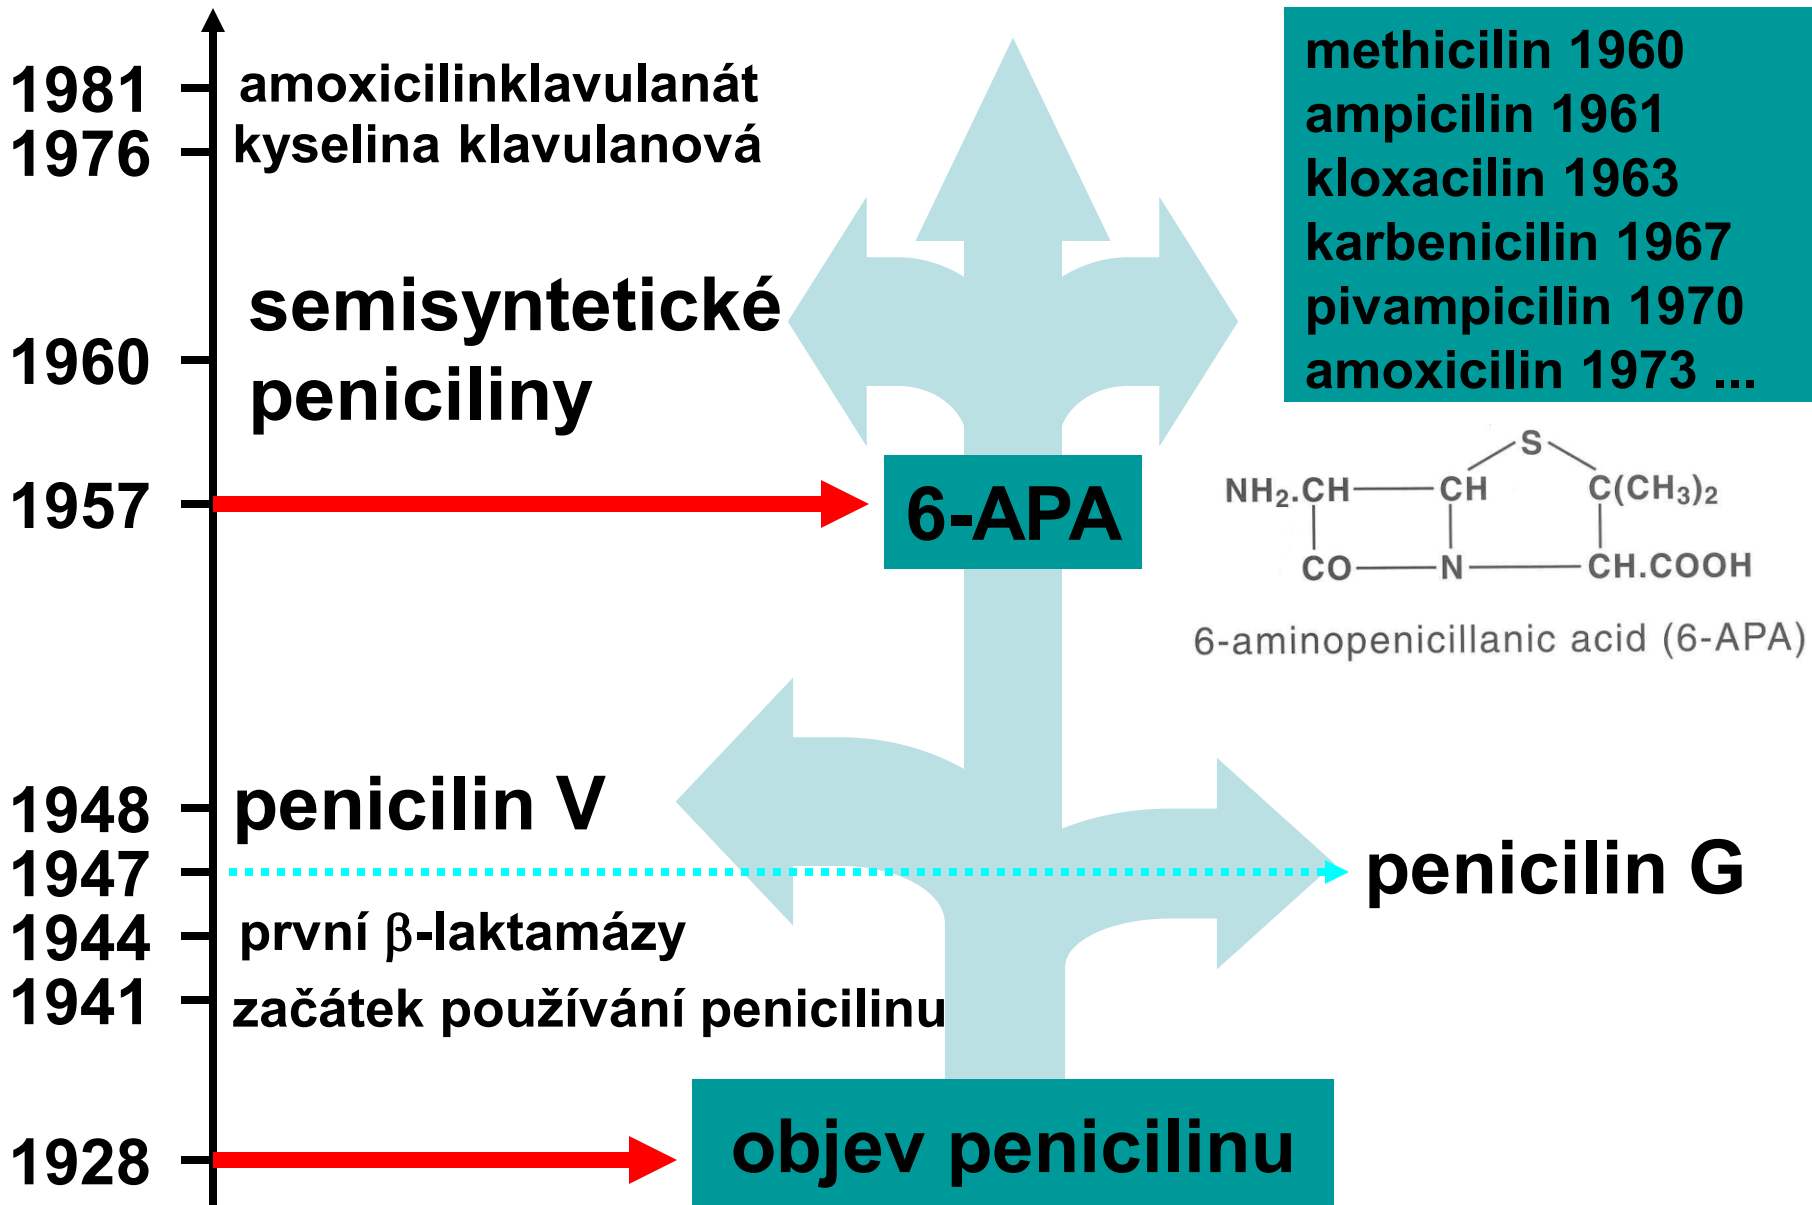 1981 amoxicilinklavulanát
1976 kyselina klavulanová
semisyntetické
1960
peniciliny
1957
6-APA
1948 penicilin V
1947
penicilin G
1944 první β-laktamázy
1941 začátek používání penicilinu
1928
objev penicilinu
methicilin 1960
ampicilin 1961
kloxacilin 1963
karbenicilin 1967
pivampicilin 1970
amoxicilin 1973 ...
S
NH₂.CH CH C(CH₃)₂
CO N CH.COOH
6-aminopenicillanic acid (6-APA)